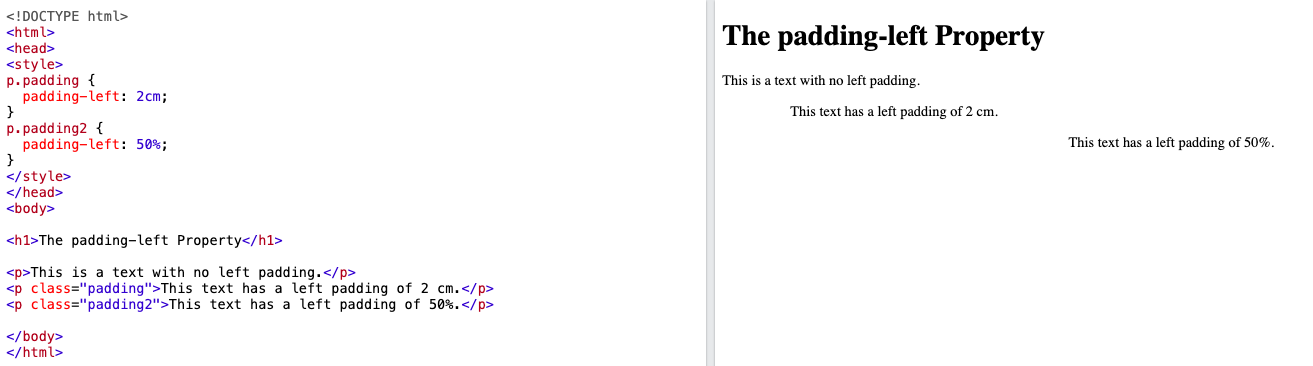 <!DOCTYPE html>
<html>
<head>
<style>
p.padding {
  padding-left: 2cm;
}
p.padding2 {
  padding-left: 50%;
}
</style>
</head>
<body>

<h1>The padding-left Property</h1>

<p>This is a text with no left padding.</p>
<p class="padding">This text has a left padding of 2 cm.</p>
<p class="padding2">This text has a left padding of 50%.</p>

</body>
</html>
The padding-left Property
This is a text with no left padding.
This text has a left padding of 2 cm.
This text has a left padding of 50%.